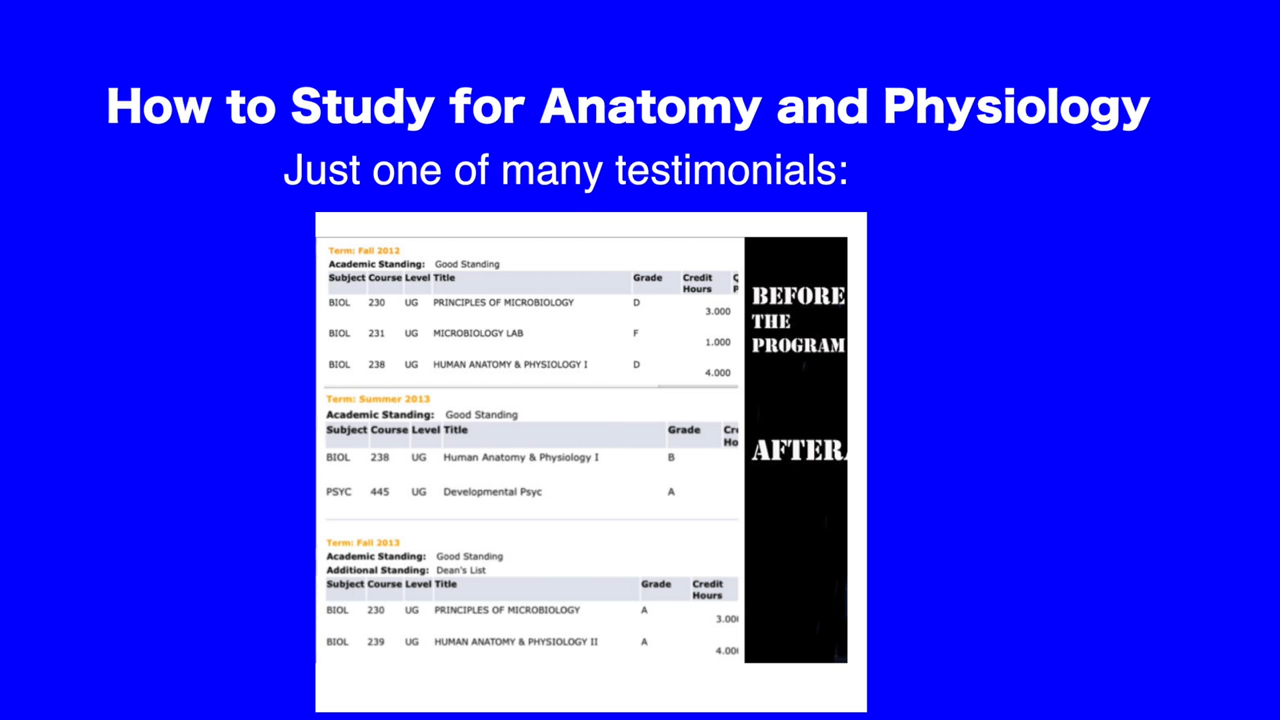 How to Study for Anatomy and Physiology
Just one of many testimonials:
Term: Fall 2012
Academic Standing: Good Standing
Subject Course Level Title Grade Credit Hours
BIOL 230 UG PRINCIPLES OF MICROBIOLOGY D 3.000
BIOL 231 UG MICROBIOLOGY LAB F 1.000
BIOL 238 UG HUMAN ANATOMY & PHYSIOLOGY I D 4.000
BEFORE
THE
PROGRAM
Term: Summer 2013
Academic Standing: Good Standing
Subject Course Level Title Grade
BIOL 238 UG Human Anatomy & Physiology I B
PSYC 445 UG Developmental Psyc A
AFTER
Term: Fall 2013
Academic Standing: Good Standing
Additional Standing: Dean's List
Subject Course Level Title Grade Credit Hours
BIOL 230 UG PRINCIPLES OF MICROBIOLOGY A 3.00
BIOL 239 UG HUMAN ANATOMY & PHYSIOLOGY II A 4.00